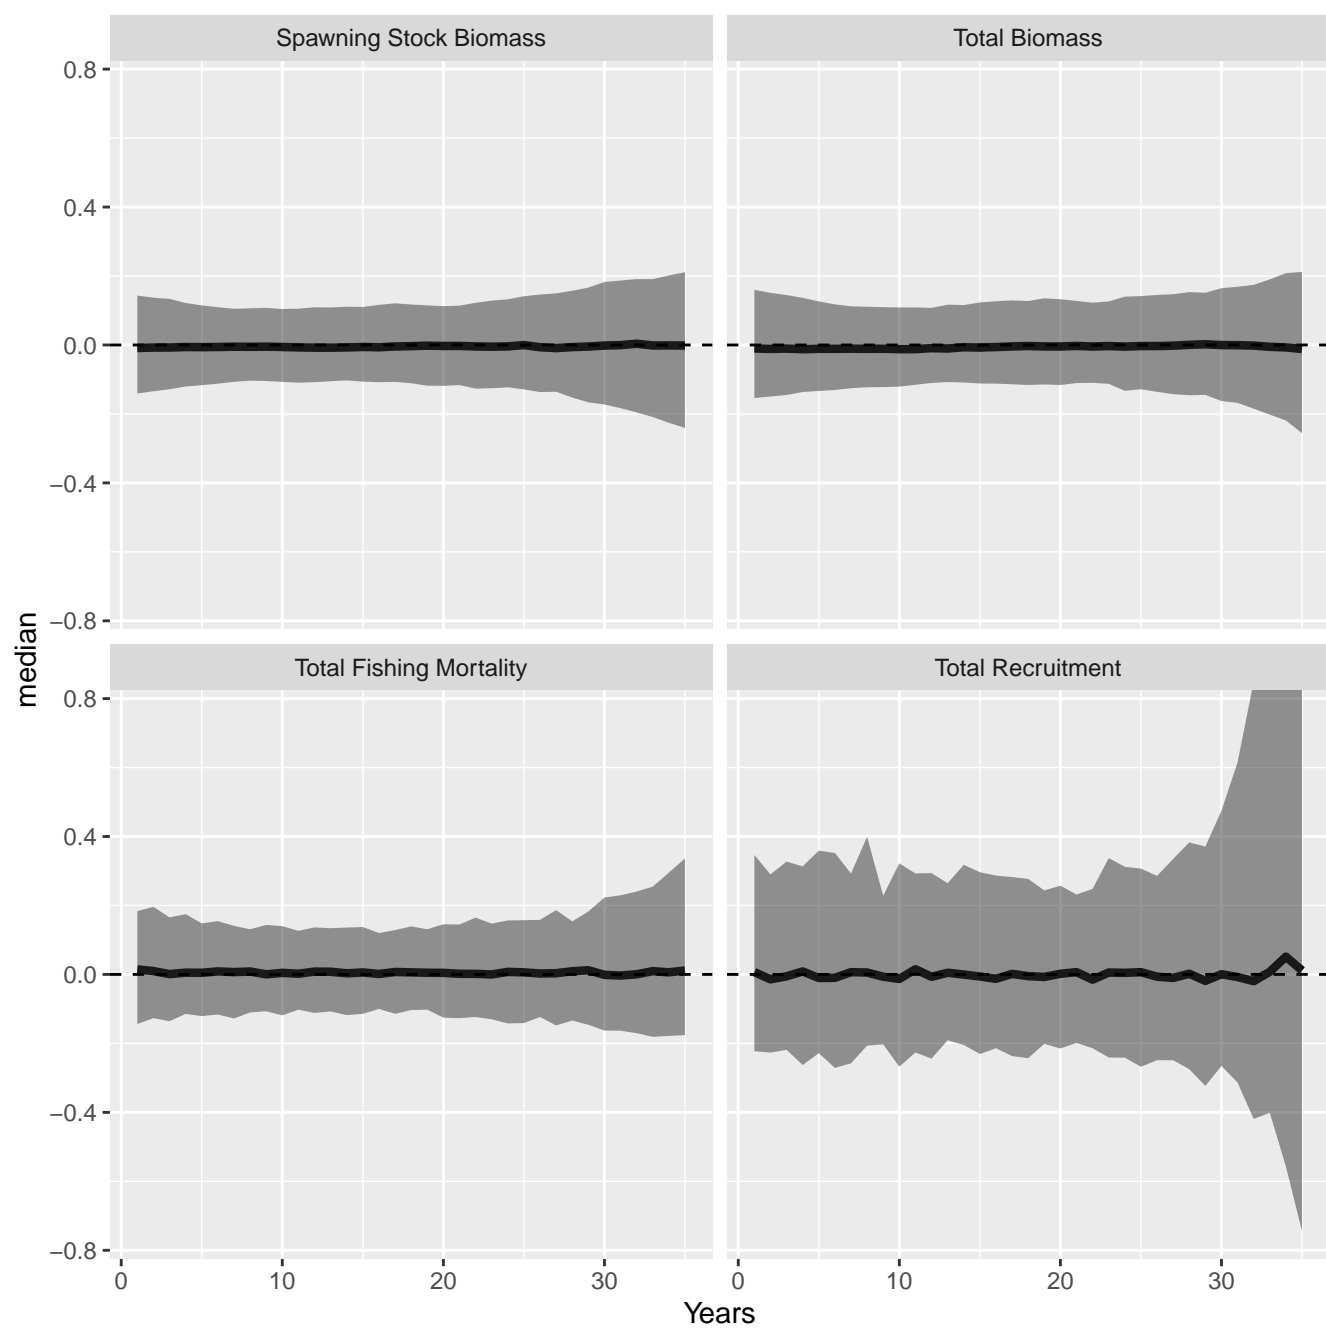 Spawning Stock Biomass
Total Biomass
0.8
0.4
0.0
−0.4
−0.8
median
Total Fishing Mortality
Total Recruitment
0.8
0.4
0.0
−0.4
−0.8
0 10 20 30
0 10 20 30
Years